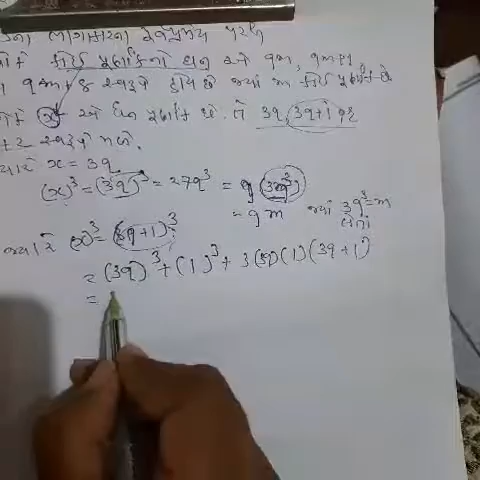 ના ભાગાકારના
કોઈ પૂર્ણાંકનો ઘન એ 9m, 9m+1
9m+8 સ્વરૂપે હોય છે જ્યાં m કોઈ પૂર્ણાંક છે
x એ ધન પૂર્ણાંક છે. તે 3q, 3q+1
+2 સ્વરૂપે મળે.
x = 3q
(x)³ = (3q)³ = 27q³ = 9(3q³)
= 9m જ્યાં 3q³ = m
લેતાં
જ્યારે (x)³ = (3q+1)³
= (3q)³ + (1)³ + 3(3q)(1)(3q+1)
=